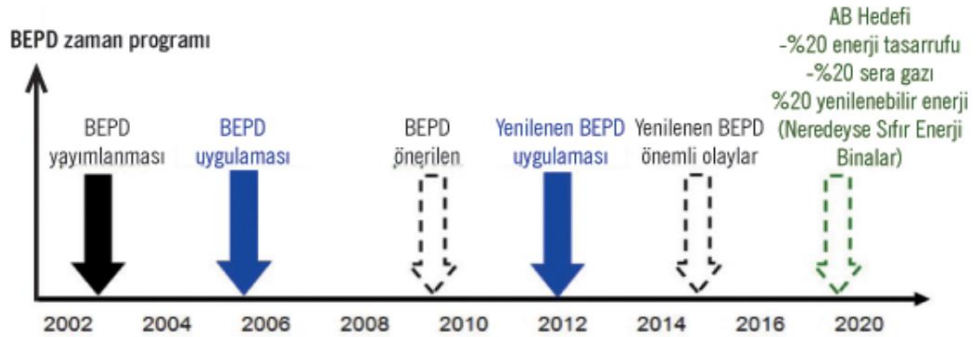 BEPD zaman programı
BEPD
yayımlanması
BEPD
uygulaması
BEPD
önerilen
Yenilenen BEPD
uygulaması
Yenilenen BEPD
önemli olaylar
AB Hedefi
-%20 enerji tasarrufu
-%20 sera gazı
%20 yenilenebilir enerji
(Neredeyse Sıfır Enerji
Binalar)
2002 2004 2006 2008 2010 2012 2014 2016 2020